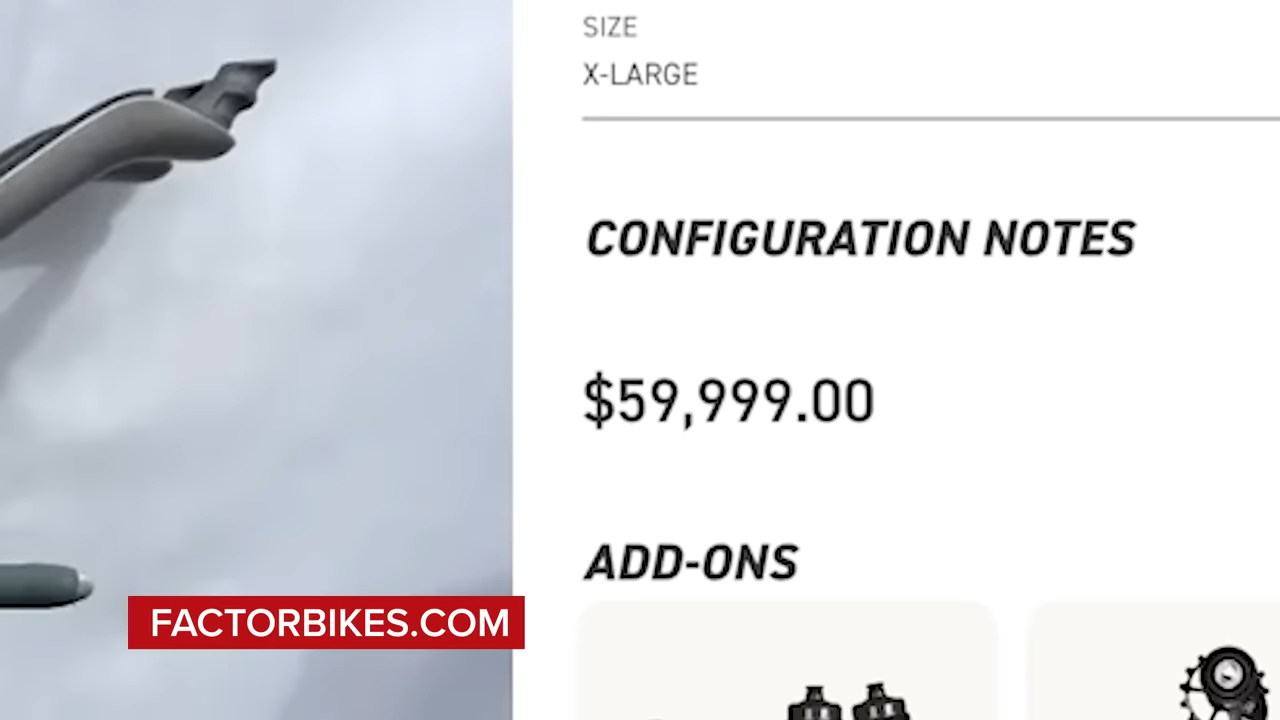 SIZE
X-LARGE
CONFIGURATION NOTES
$59,999.00
ADD-ONS
FACTORBIKES.COM